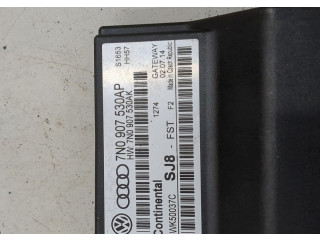 S1653
HH57
7N0 907 530AP
HW: 7N0 907 530AK
GATEWAY
02.07.14
Made in Czech Republic
1274
Continental
SJ8 - FST F2
WK50037C